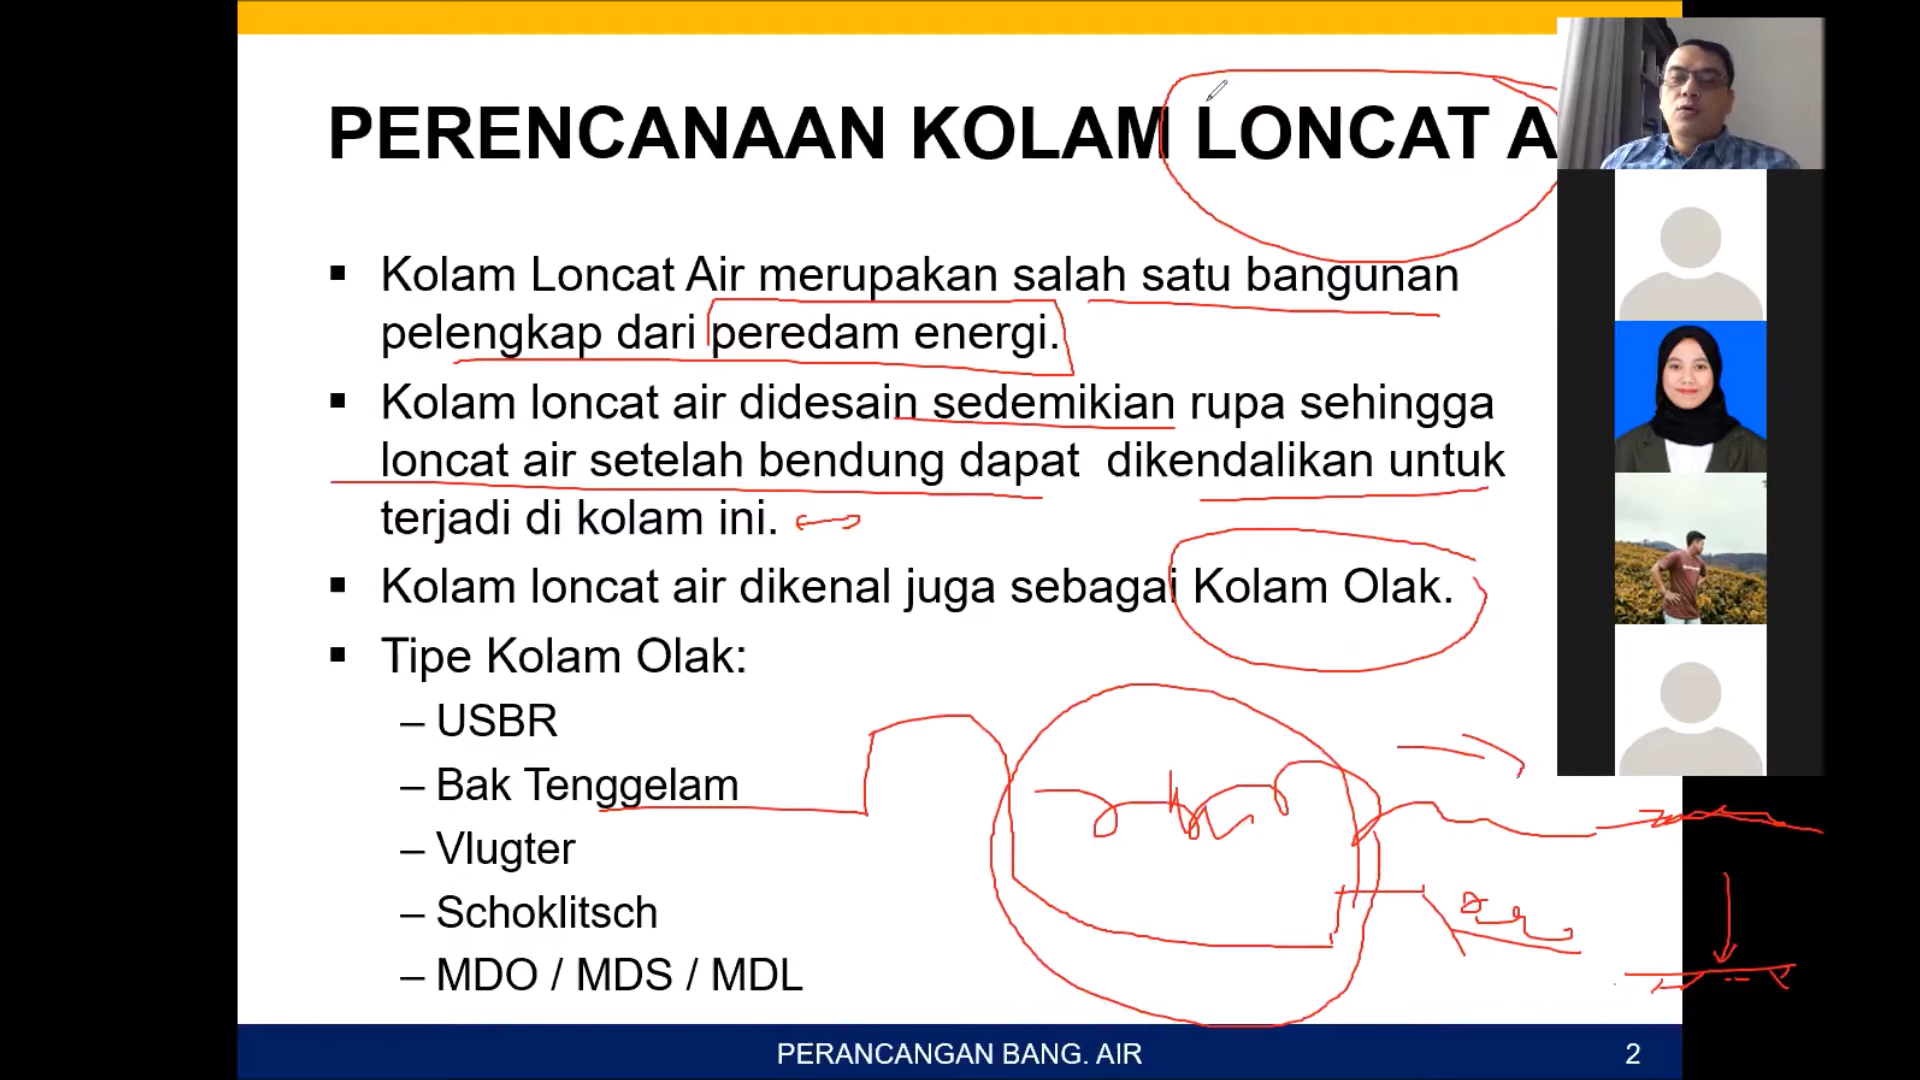 PERENCANAAN KOLAM LONCAT A
▪ Kolam Loncat Air merupakan salah satu bangunan
pelengkap dari peredam energi.
▪ Kolam loncat air didesain sedemikian rupa sehingga
loncat air setelah bendung dapat dikendalikan untuk
terjadi di kolam ini.
▪ Kolam loncat air dikenal juga sebagai Kolam Olak.
▪ Tipe Kolam Olak:
– USBR
– Bak Tenggelam
– Vlugter
– Schoklitsch
– MDO / MDS / MDL
PERANCANGAN BANG. AIR
2